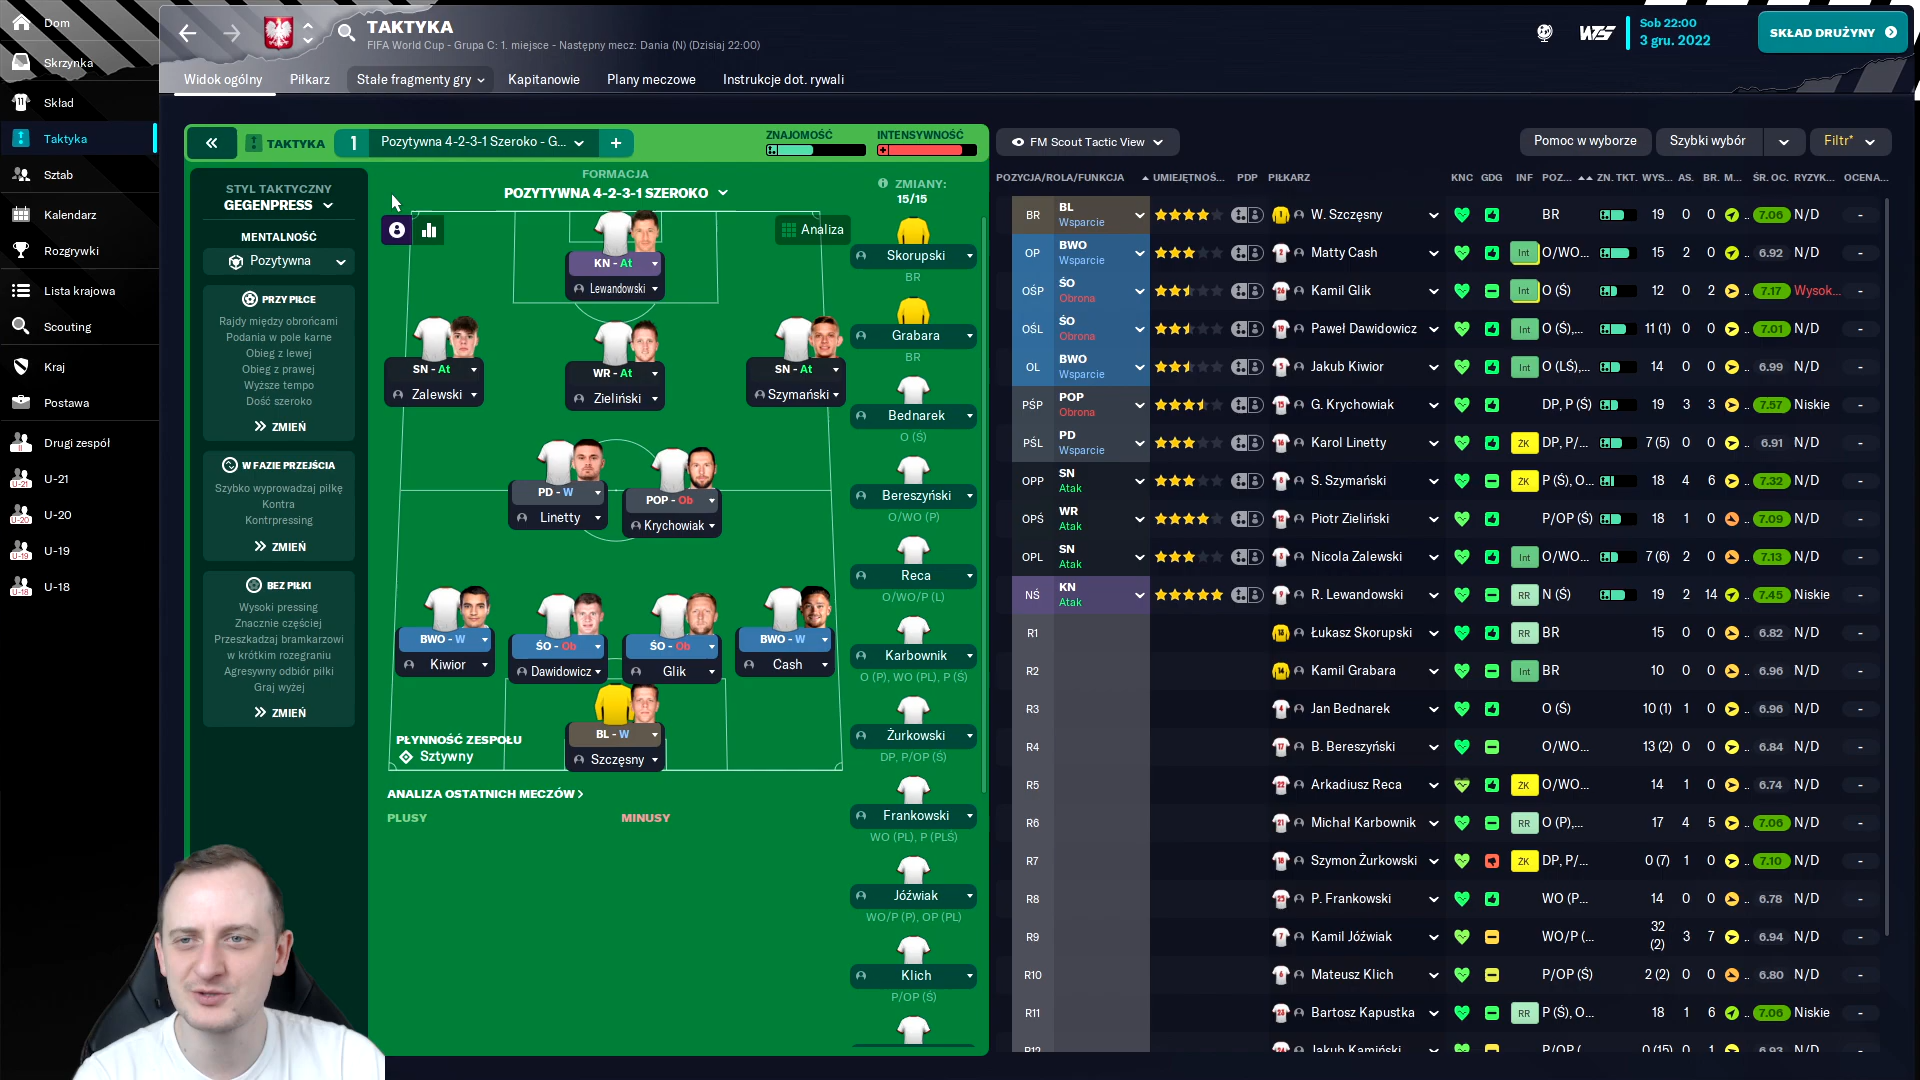 Dom
Skrzynka
Skład
Taktyka
Sztab
Kalendarz
Rozgrywki
Lista krajowa
Scouting
Kraj
Postawa
Drugi zespół
U-21
U-20
U-19
U-18
TAKTYKA
FIFA World Cup - Grupa C: 1. miejsce - Następny mecz: Dania (N) (Dzisiaj 22:00)
Sob 22:00
3 gru. 2022
SKŁAD DRUŻYNY
Widok ogólny Piłkarz Stałe fragmenty gry Kapitanowie Plany meczowe Instrukcje dot. rywali
TAKTYKA 1 Pozytywna 4-2-3-1 Szeroko - G...
ZNAJOMOŚĆ INTENSYWNOŚĆ
STYL TAKTYCZNY
GEGENPRESS
MENTALNOŚĆ
Pozytywna
PRZY PIŁCE
Rajdy między obrońcami
Podania w pole karne
Obieg z lewej
Obieg z prawej
Wyższe tempo
Dość szeroko
ZMIEŃ
W FAZIE PRZEJŚCIA
Szybko wyprowadzaj piłkę
Kontra
Kontrpressing
ZMIEŃ
BEZ PIŁKI
Wysoki pressing
Znacznie częściej
Przeszkadzaj bramkarzowi
w krótkim rozegraniu
Agresywny odbiór piłki
Graj wyżej
ZMIEŃ
FORMACJA
POZYTYWNA 4-2-3-1 SZEROKO
Analiza
KN - At
Lewandowski
SN - At
Zalewski
WR - At
Zieliński
SN - At
Szymański
PD - W
Linetty
POP - Ob
Krychowiak
BWO - W
Kiwior
ŚO - Ob
Dawidowicz
ŚO - Ob
Glik
BWO - W
Cash
BL - W
Szczęsny
PŁYNNOŚĆ ZESPOŁU
Sztywny
ANALIZA OSTATNICH MECZÓW
PLUSY MINUSY
ZMIANY:
15/15
Skorupski
BR
Grabara
BR
Bednarek
O (Ś)
Bereszyński
O/WO (P)
Reca
O/WO/P (L)
Karbownik
O (P), WO (PL), P (Ś)
Żurkowski
DP, P/OP (Ś)
Frankowski
WO (PL), P (PLŚ)
Jóźwiak
WO/P (P), OP (PL)
Klich
P/OP (Ś)
FM Scout Tactic View
Pomoc w wyborze Szybki wybór Filtr*
POZYCJA/ROLA/FUNKCJA UMIEJĘTNOŚ... PDP PIŁKARZ KNC GDG INF POZ... ZN. TKT. WYS... AS. BR. M... ŚR. OC. RYZYK... OCENA...
BR BL Wsparcie W. Szczęsny BR 19 0 0 .. 7.06 N/D -
OP BWO Wsparcie Matty Cash Int O/WO... 15 2 0 .. 6.92 N/D -
OŚP ŚO Obrona Kamil Glik Int O (Ś) 12 0 2 .. 7.17 Wysok... -
OŚL ŚO Obrona Paweł Dawidowicz Int O (Ś),... 11 (1) 0 0 .. 7.01 N/D -
OL BWO Wsparcie Jakub Kiwior Int O (LŚ),... 14 0 0 .. 6.99 N/D -
PŚP POP Obrona G. Krychowiak DP, P (Ś) 19 3 3 .. 7.57 Niskie -
PŚL PD Wsparcie Karol Linetty ŻK DP, P/... 7 (5) 0 0 .. 6.91 N/D -
OPP SN Atak S. Szymański ŻK P (Ś), O... 18 4 6 .. 7.32 N/D -
OPŚ WR Atak Piotr Zieliński P/OP (Ś) 18 1 0 .. 7.09 N/D -
OPL SN Atak Nicola Zalewski Int O/WO... 7 (6) 2 0 .. 7.13 N/D -
NŚ KN Atak R. Lewandowski RR N (Ś) 19 2 14 .. 7.45 Niskie -
R1 Łukasz Skorupski RR BR 15 0 0 .. 6.82 N/D -
R2 Kamil Grabara Int BR 10 0 0 .. 6.96 N/D -
R3 Jan Bednarek O (Ś) 10 (1) 1 0 .. 6.96 N/D -
R4 B. Bereszyński O/WO... 13 (2) 0 0 .. 6.84 N/D -
R5 Arkadiusz Reca ŻK O/WO... 14 1 0 .. 6.74 N/D -
R6 Michał Karbownik RR O (P),... 17 4 5 .. 7.06 N/D -
R7 Szymon Żurkowski ŻK DP, P/... 0 (7) 1 0 .. 7.10 N/D -
R8 P. Frankowski WO (P... 14 0 0 .. 6.78 N/D -
R9 Kamil Jóźwiak WO/P (... 32 (2) 3 7 .. 6.94 N/D -
R10 Mateusz Klich P/OP (Ś) 2 (2) 0 0 .. 6.80 N/D -
R11 Bartosz Kapustka RR P (Ś), O... 18 1 6 .. 7.06 Niskie -
R12 Jakub Kamiński P/OP (... 0 (15) 0 1 .. 6.93 N/D -